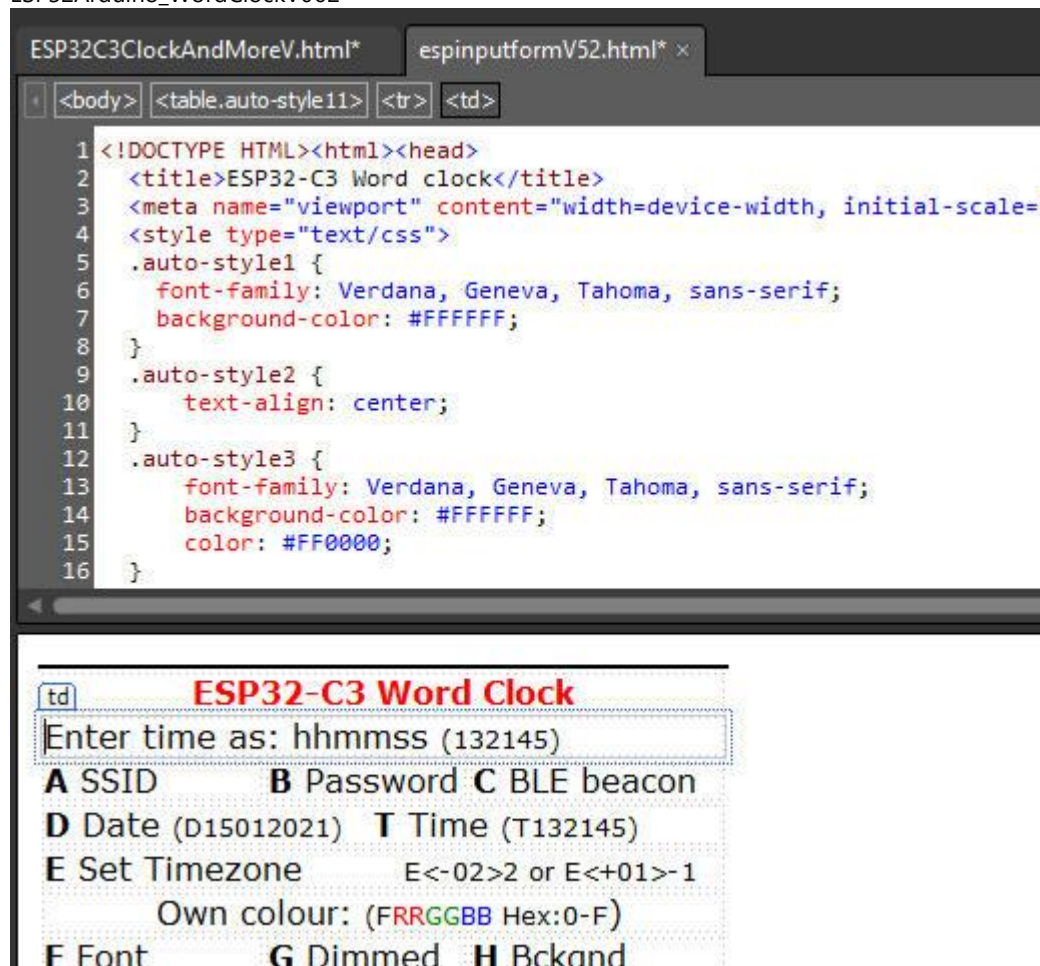 ESP32C3ClockAndMoreV.html* espinputformV52.html* ×
<body> <table.auto-style11> <tr> <td>
1 <!DOCTYPE HTML><html><head>
2 <title>ESP32-C3 Word clock</title>
3 <meta name="viewport" content="width=device-width, initial-scale=
4 <style type="text/css">
5 .auto-style1 {
6 font-family: Verdana, Geneva, Tahoma, sans-serif;
7 background-color: #FFFFFF;
8 }
9 .auto-style2 {
10 text-align: center;
11 }
12 .auto-style3 {
13 font-family: Verdana, Geneva, Tahoma, sans-serif;
14 background-color: #FFFFFF;
15 color: #FF0000;
16 }
td ESP32-C3 Word Clock
Enter time as: hhmmss (132145)
A SSID B Password C BLE beacon
D Date (D15012021) T Time (T132145)
E Set Timezone E<-02>2 or E<+01>-1
Own colour: (FRRGGBB Hex:0-F)
F Font G Dimmed H Bckgnd